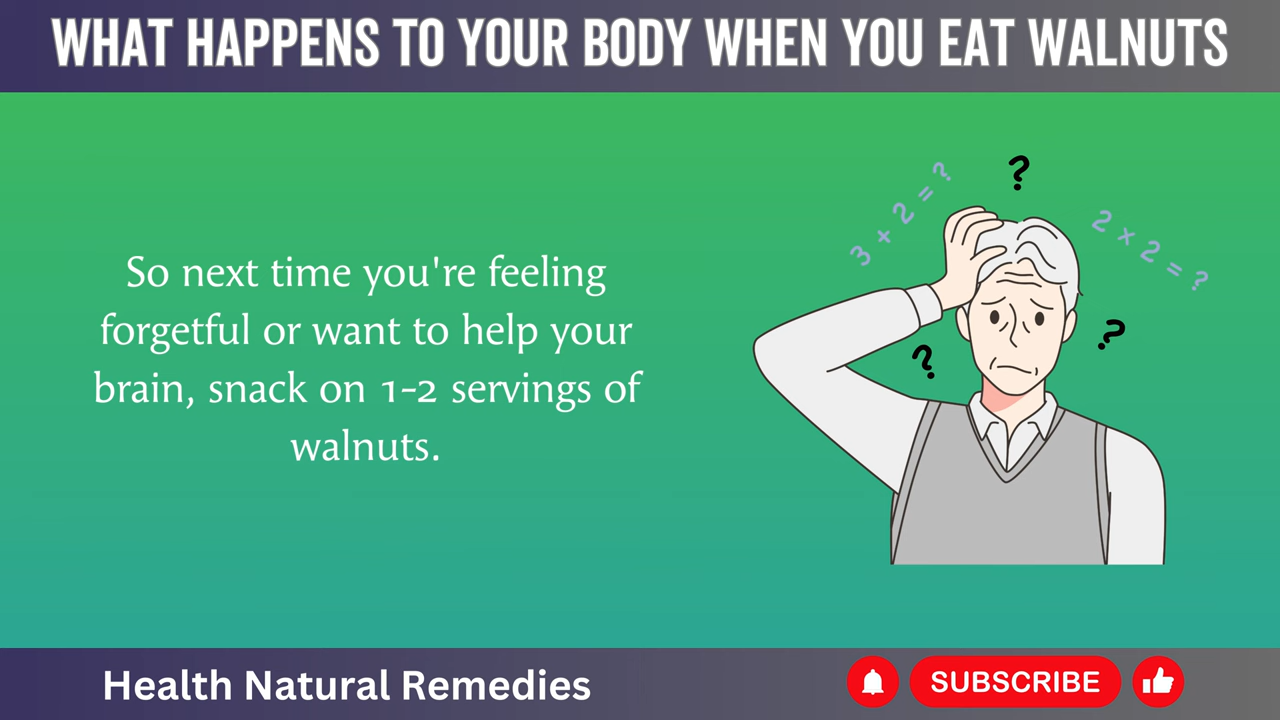 WHAT HAPPENS TO YOUR BODY WHEN YOU EAT WALNUTS
So next time you're feeling
forgetful or want to help your
brain, snack on 1-2 servings of
walnuts.
3 + 2 = ?
?
2 x 2 = ?
?
?
Health Natural Remedies
SUBSCRIBE